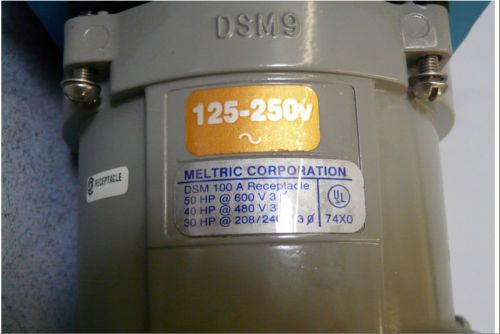 DSM9
125-250V
~
RECEPTACLE
MELTRIC CORPORATION
DSM 100 A Receptacle
50 HP @ 600 V 3
40 HP @ 480 V 3
30 HP @ 208/240 3 Ø
UL
74X0